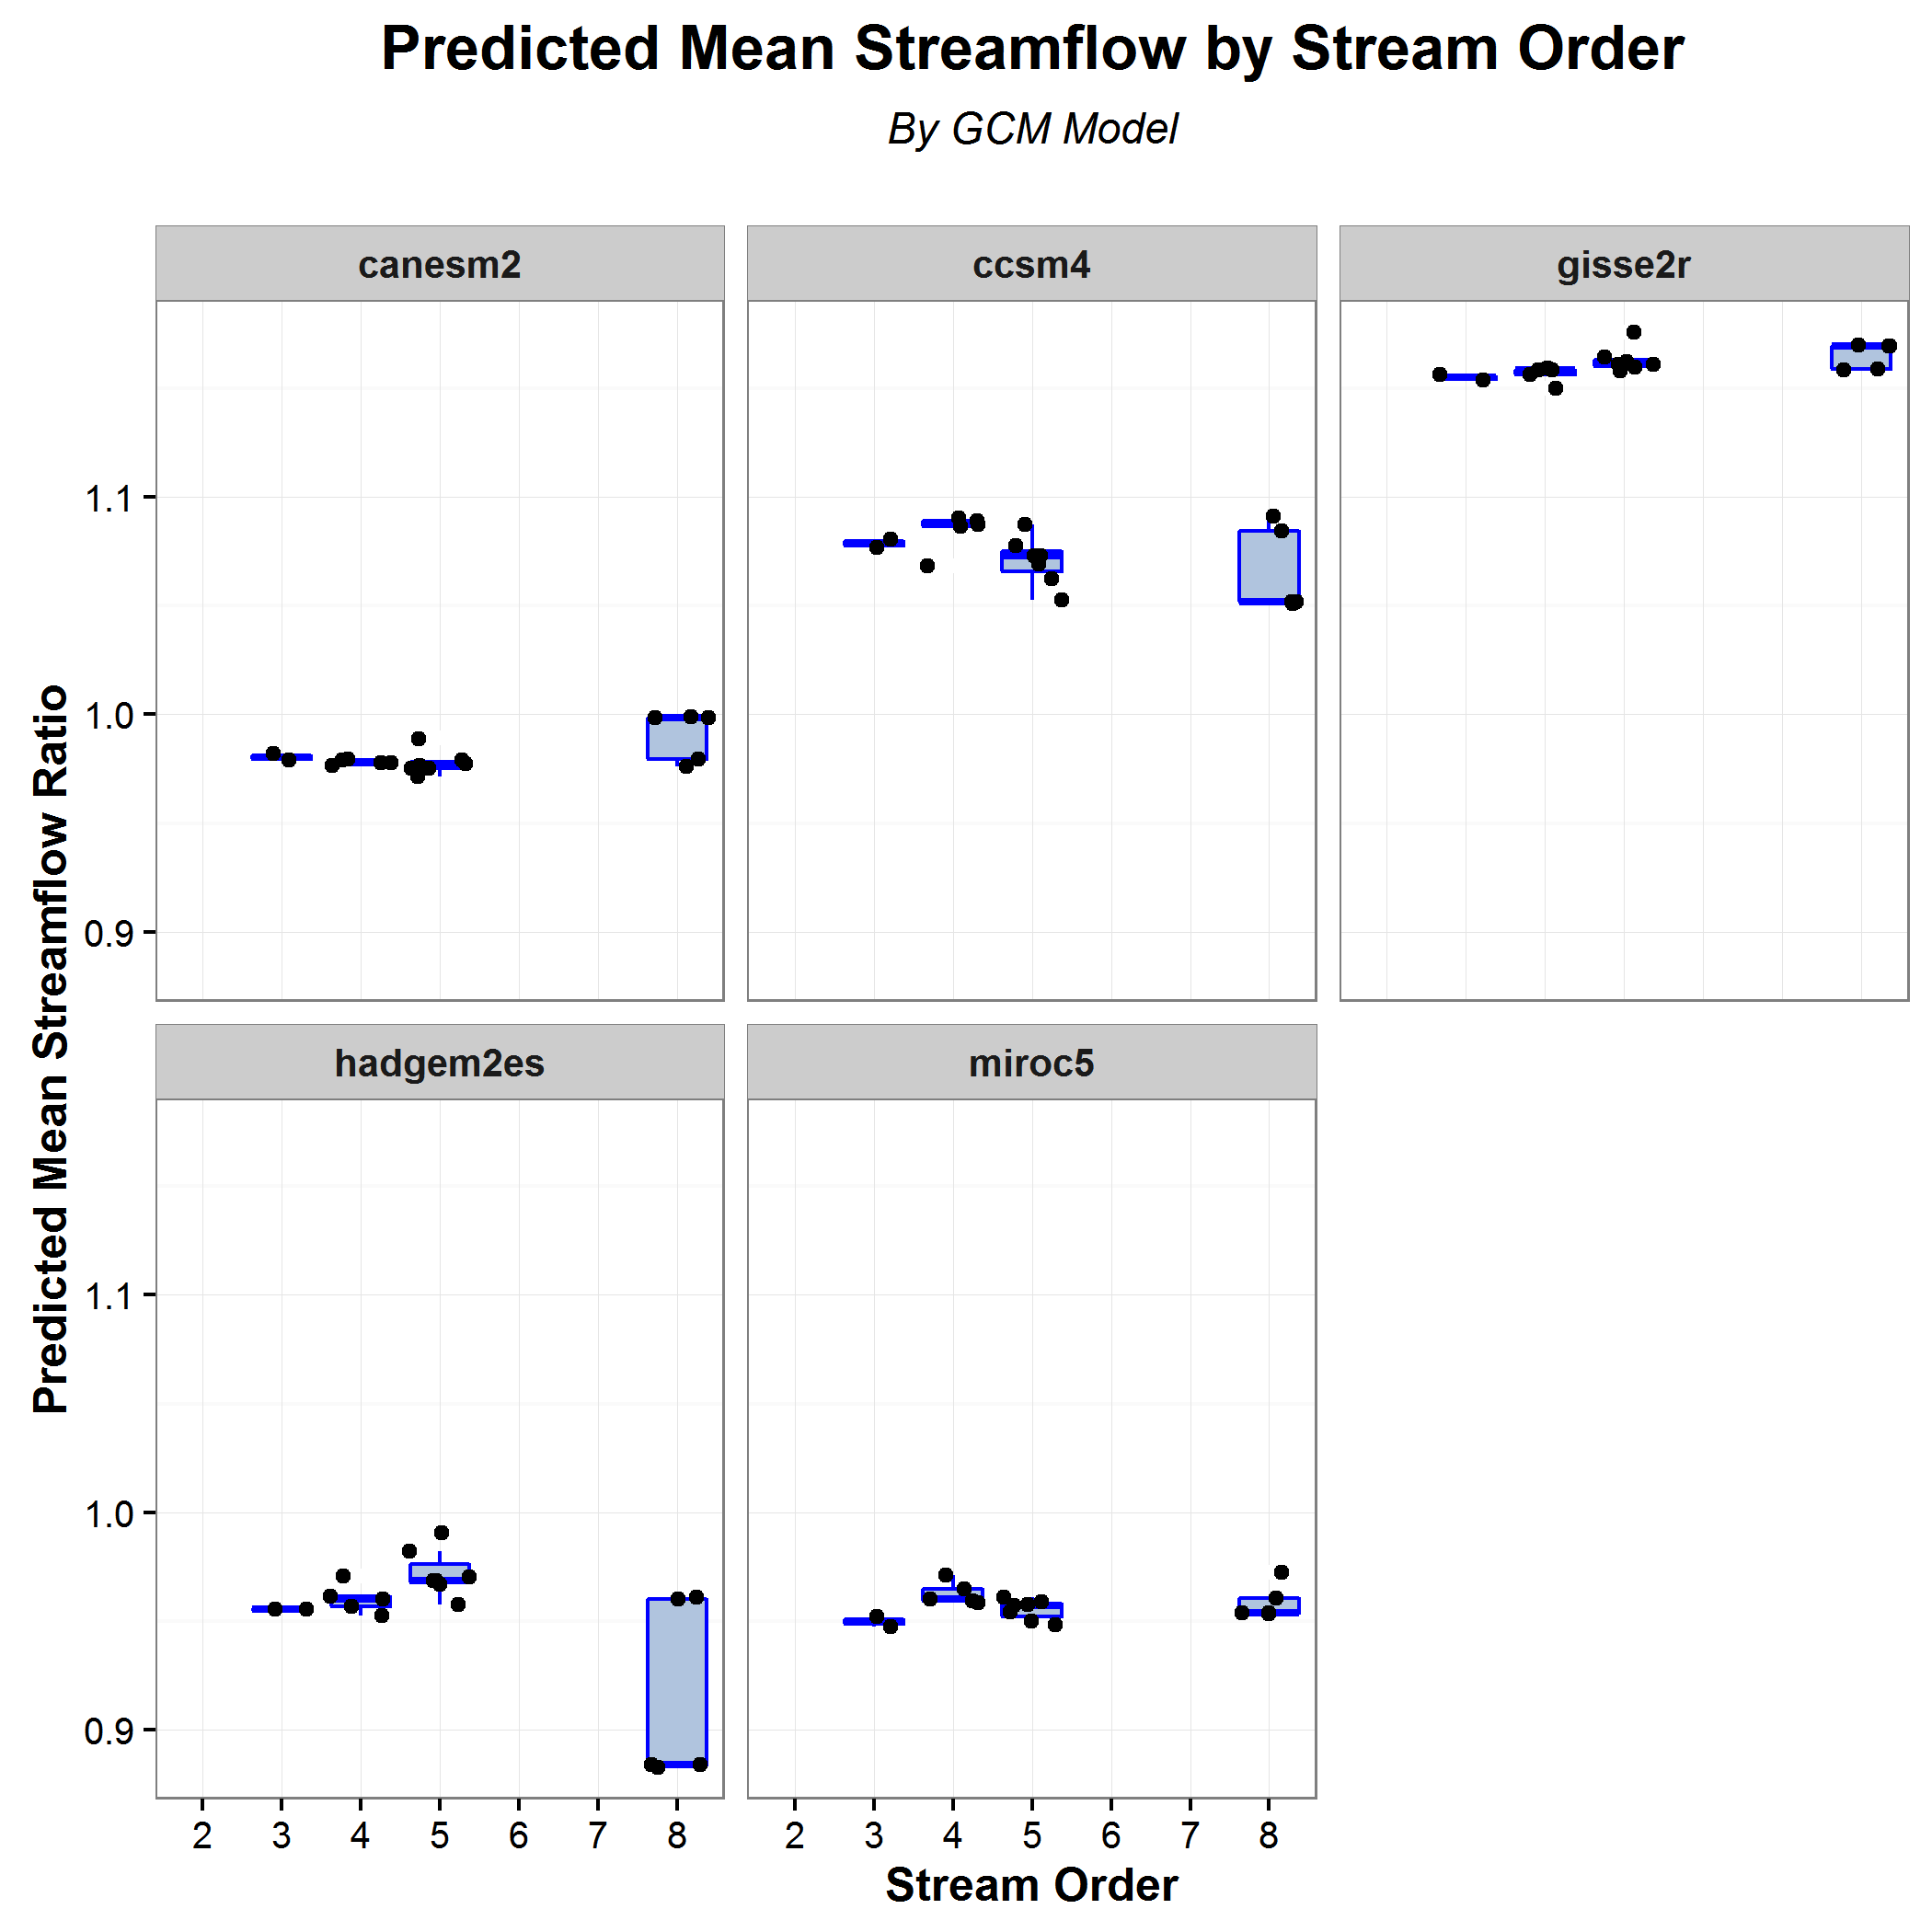 Predicted Mean Streamflow by Stream Order
By GCM Model
canesm2
ccsm4
gisse2r
Predicted Mean Streamflow Ratio
1.1
1.0
0.9
hadgem2es
miroc5
1.1
1.0
0.9
2 3 4 5 6 7 8
2 3 4 5 6 7 8
Stream Order